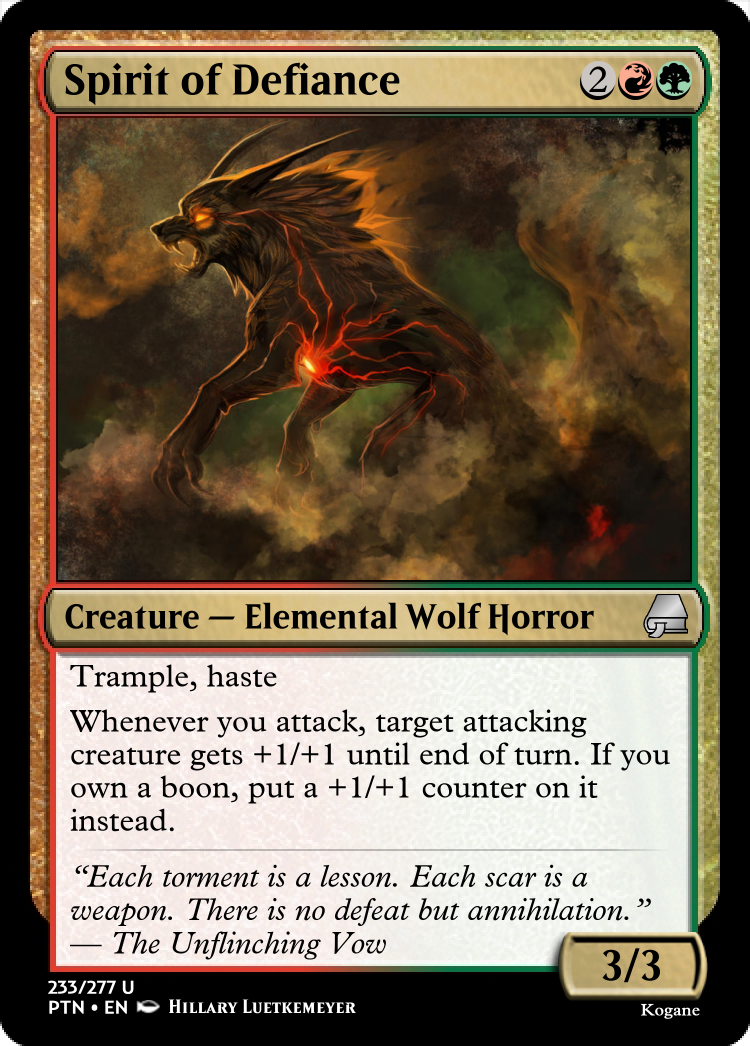 Spirit of Defiance 2
Creature — Elemental Wolf Horror
Trample, haste
Whenever you attack, target attacking
creature gets +1/+1 until end of turn. If you
own a boon, put a +1/+1 counter on it
instead.
“Each torment is a lesson. Each scar is a
weapon. There is no defeat but annihilation.”
— The Unflinching Vow
3/3
233/277 U
PTN • EN Hillary Luetkemeyer
Kogane